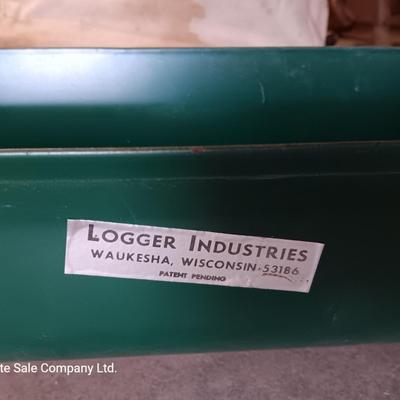 LOGGER INDUSTRIES
WAUKESHA, WISCONSIN-53186
PATENT PENDING
te Sale Company Ltd.